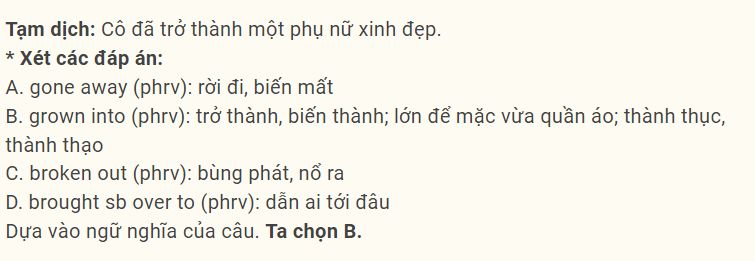 Tạm dịch: Cô đã trở thành một phụ nữ xinh đẹp.
* Xét các đáp án:
A. gone away (phrv): rời đi, biến mất
B. grown into (phrv): trở thành, biến thành; lớn để mặc vừa quần áo; thành thục,
thành thạo
C. broken out (phrv): bùng phát, nổ ra
D. brought sb over to (phrv): dẫn ai tới đâu
Dựa vào ngữ nghĩa của câu. Ta chọn B.